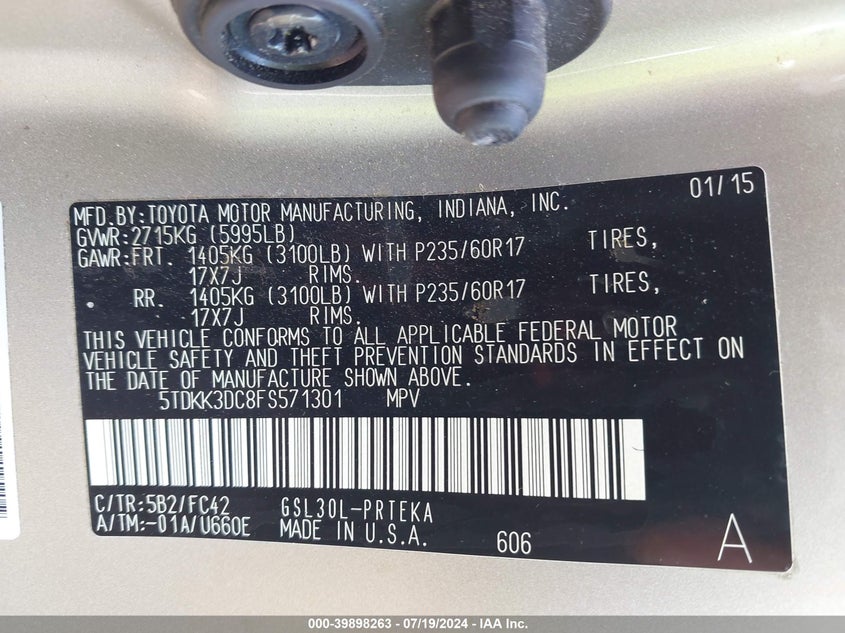 MFD.BY:TOYOTA MOTOR MANUFACTURING, INDIANA, INC. 01/15
GVWR:2715KG (5995LB)
GAWR:FRT. 1405KG (3100LB) WITH P235/60R17 TIRES,
17X7J RIMS.
RR. 1405KG (3100LB) WITH P235/60R17 TIRES,
17X7J RIMS.
THIS VEHICLE CONFORMS TO ALL APPLICABLE FEDERAL MOTOR
VEHICLE SAFETY AND THEFT PREVENTION STANDARDS IN EFFECT ON
THE DATE OF MANUFACTURE SHOWN ABOVE.
5TDKK3DC8FS571301 MPV
C/TR:5B2/FC42 GSL30L-PRTEKA
A/TM:-01A/U660E MADE IN U.S.A. 606 A
000-39898263 - 07/19/2024 - IAA Inc.